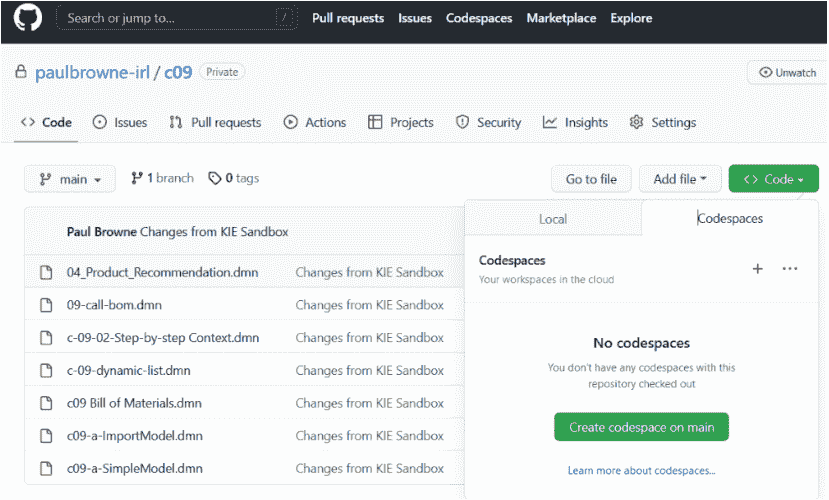 Search or jump to... / Pull requests Issues Codespaces Marketplace Explore
paulbrowne-irl / c09 Private Unwatch
<> Code Issues Pull requests Actions Projects Security Insights Settings
main 1 branch 0 tags Go to file Add file <> Code
Local Codespaces
Paul Browne Changes from KIE Sandbox
04_Product_Recommendation.dmn Changes from KIE Sandbox
09-call-bom.dmn Changes from KIE Sandbox
c-09-02-Step-by-step Context.dmn Changes from KIE Sandbox
c-09-dynamic-list.dmn Changes from KIE Sandbox
c09 Bill of Materials.dmn Changes from KIE Sandbox
c09-a-ImportModel.dmn Changes from KIE Sandbox
c09-a-SimpleModel.dmn Changes from KIE Sandbox
Codespaces + ...
Your workspaces in the cloud
No codespaces
You don't have any codespaces with this
repository checked out
Create codespace on main
Learn more about codespaces...